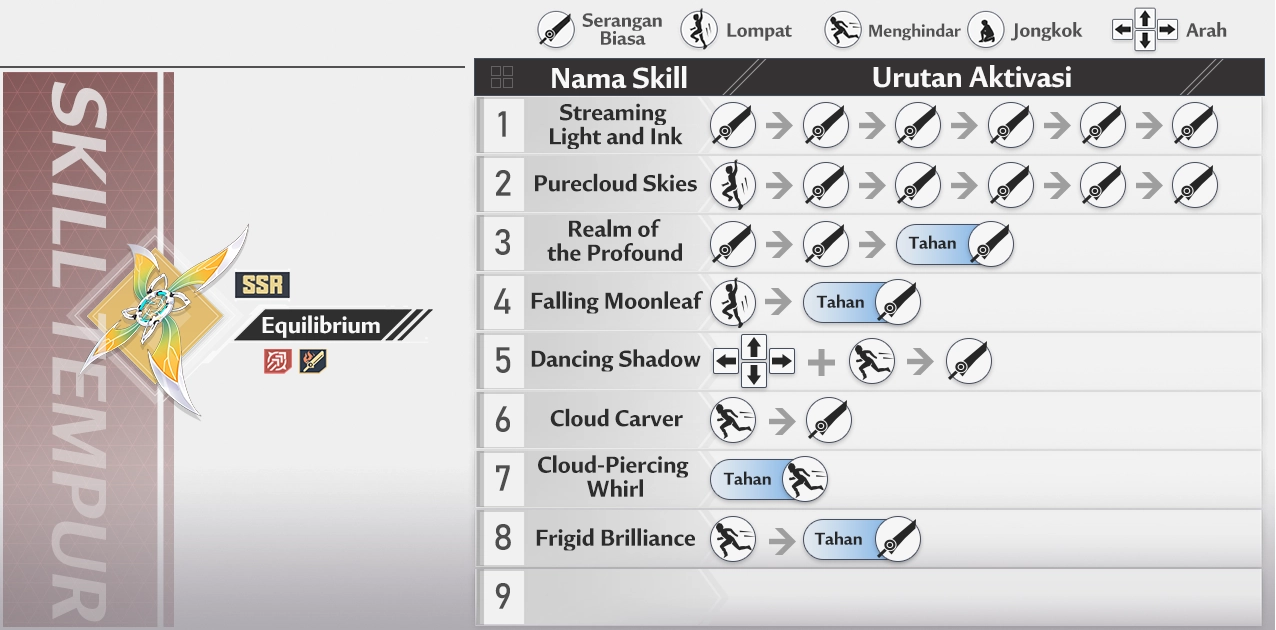 Serangan
Biasa
Lompat
Menghindar
Jongkok
Arah
SKILL TEMPUR
SSR
Equilibrium
Nama Skill
Urutan Aktivasi
1
Streaming
Light and Ink
2
Purecloud Skies
3
Realm of
the Profound
Tahan
4
Falling Moonleaf
Tahan
5
Dancing Shadow
6
Cloud Carver
7
Cloud-Piercing
Whirl
Tahan
8
Frigid Brilliance
Tahan
9